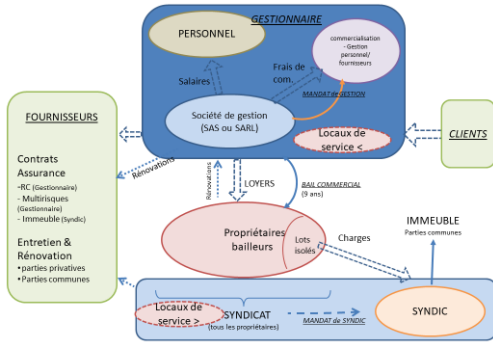 GESTIONNAIRE
PERSONNEL
commercialisation
- Gestion
personnel/
fournisseurs
Frais de
com.
Salaires
MANDAT de GESTION
Société de gestion
(SAS ou SARL)
Locaux de
service <
FOURNISSEURS
CLIENTS
Contrats
Assurance
-RC (Gestionnaire)
- Multirisques
(Gestionnaire)
- Immeuble (Syndic)
Entretien &
Rénovation
•parties privatives
•Parties communes
Rénovations
Rénovations
LOYERS
BAIL COMMERCIAL
(9 ans)
Propriétaires
bailleurs
Lots
isolés
Charges
IMMEUBLE
Parties communes
Locaux de
service >
SYNDICAT
(tous les propriétaires)
MANDAT de SYNDIC
SYNDIC